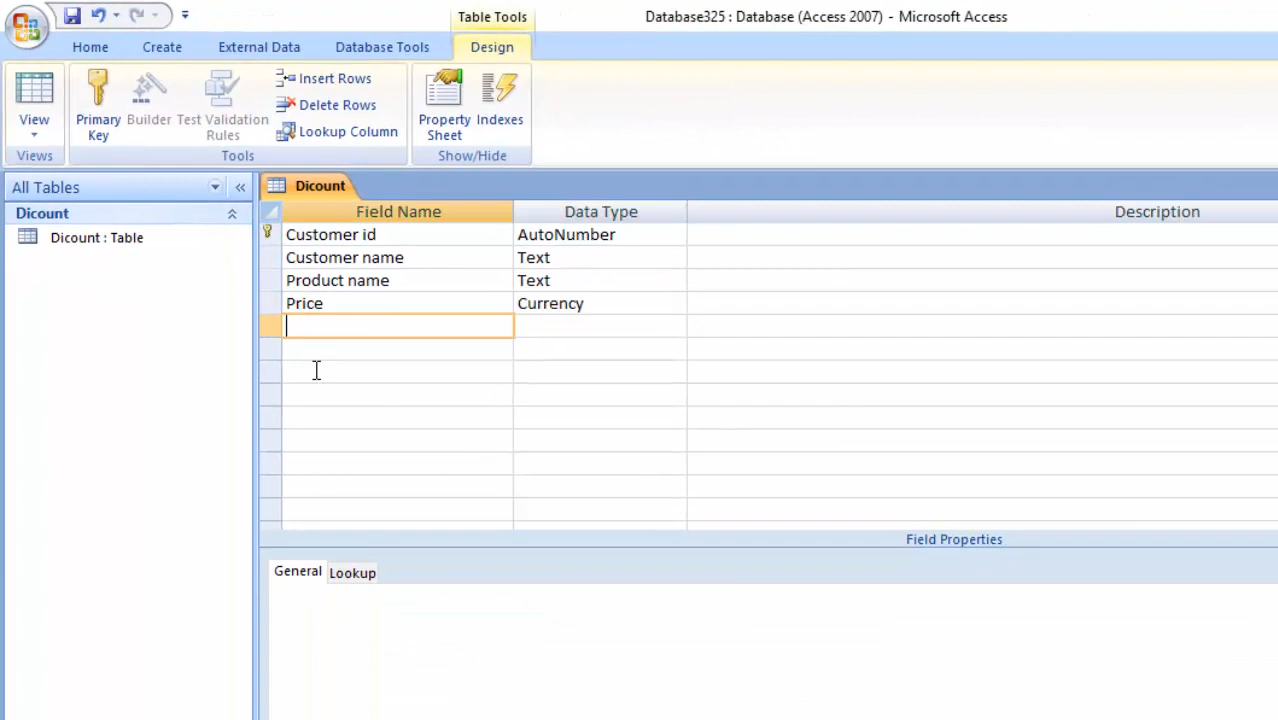 Table Tools
Database325 : Database (Access 2007) - Microsoft Access
Home Create External Data Database Tools Design
View
Primary Key
Builder
Test Validation Rules
Insert Rows
Delete Rows
Lookup Column
Property Sheet
Indexes
Views Tools Show/Hide
All Tables
Dicount
Dicount : Table
Dicount
Field Name Data Type Description
Customer id AutoNumber
Customer name Text
Product name Text
Price Currency
Field Properties
General Lookup